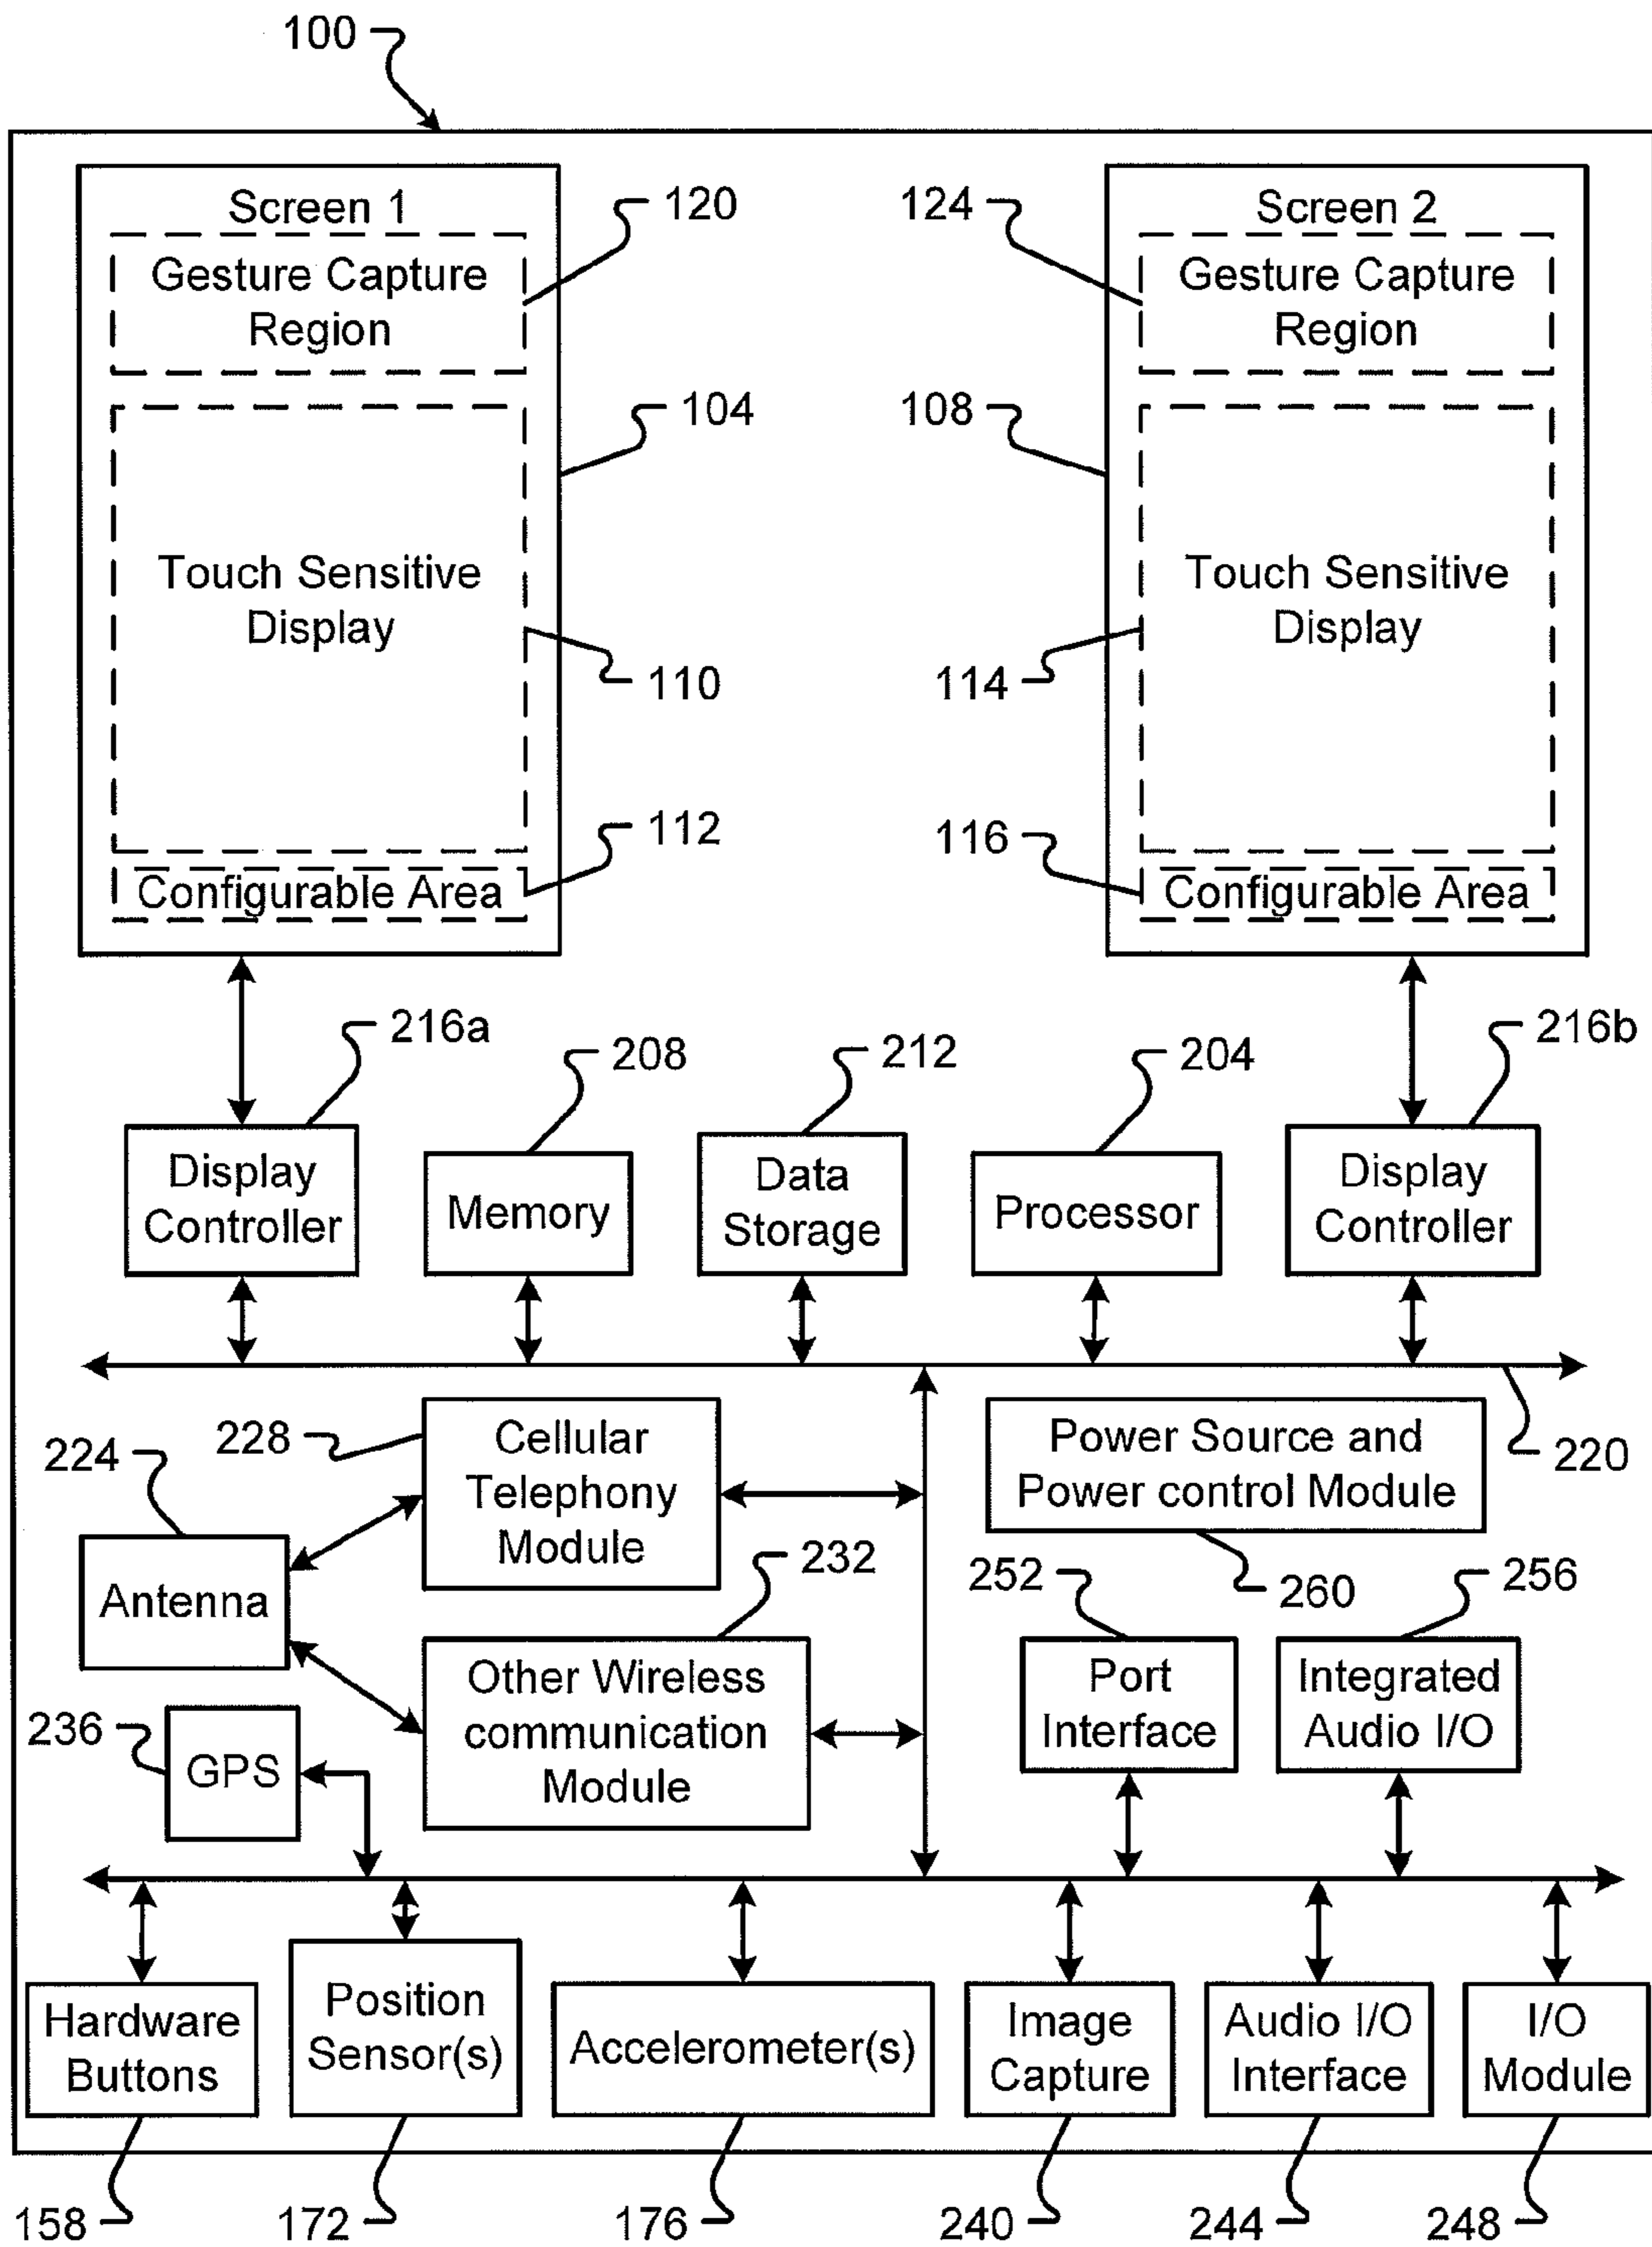 100
Screen 1
Gesture Capture
Region
120
Touch Sensitive
Display
104
110
Configurable Area
112
124
Screen 2
Gesture Capture
Region
108
Touch Sensitive
Display
114
116
Configurable Area
216a
208
212
204
216b
Display
Controller
Memory
Data
Storage
Processor
Display
Controller
220
228
Cellular
Telephony
Module
Power Source and
Power control Module
260
224
Antenna
232
Other Wireless
communication
Module
252
Port
Interface
256
Integrated
Audio I/O
236
GPS
Hardware
Buttons
Position
Sensor(s)
Accelerometer(s)
Image
Capture
Audio I/O
Interface
I/O
Module
158
172
176
240
244
248